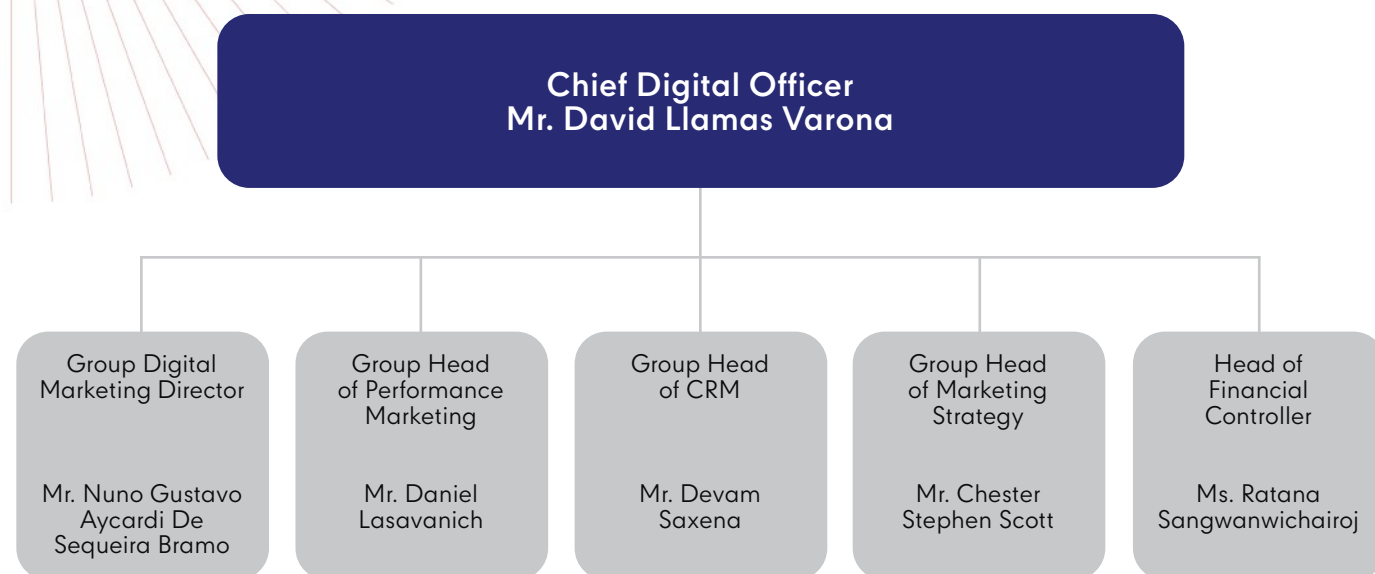 Chief Digital Officer
Mr. David Llamas Varona
Group Digital
Marketing Director
Mr. Nuno Gustavo
Aycardi De
Sequeira Bramo
Group Head
of Performance
Marketing
Mr. Daniel
Lasavanich
Group Head
of CRM
Mr. Devam
Saxena
Group Head
of Marketing
Strategy
Mr. Chester
Stephen Scott
Head of
Financial
Controller
Ms. Ratana
Sangwanwichairoj